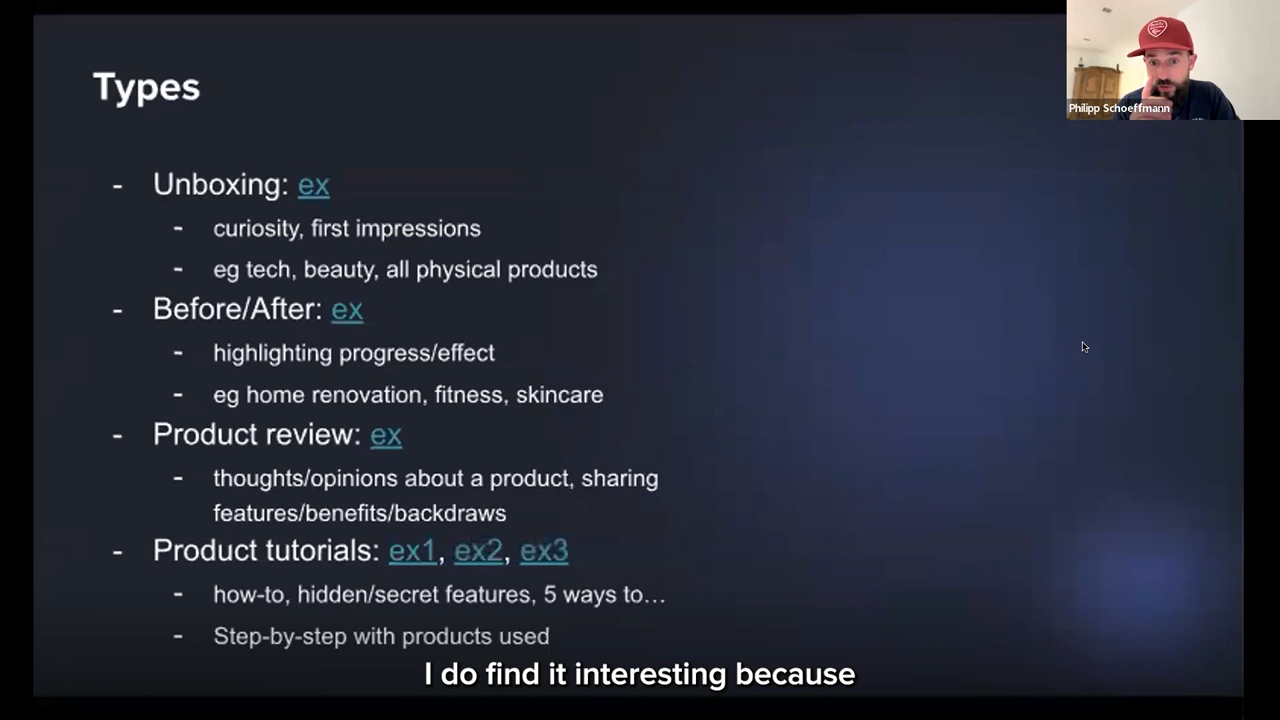 Types
Philipp Schoeffmann
- Unboxing: ex
- curiosity, first impressions
- eg tech, beauty, all physical products
- Before/After: ex
- highlighting progress/effect
- eg home renovation, fitness, skincare
- Product review: ex
- thoughts/opinions about a product, sharing
features/benefits/backdraws
- Product tutorials: ex1, ex2, ex3
- how-to, hidden/secret features, 5 ways to…
- Step-by-step with products used
I do find it interesting because